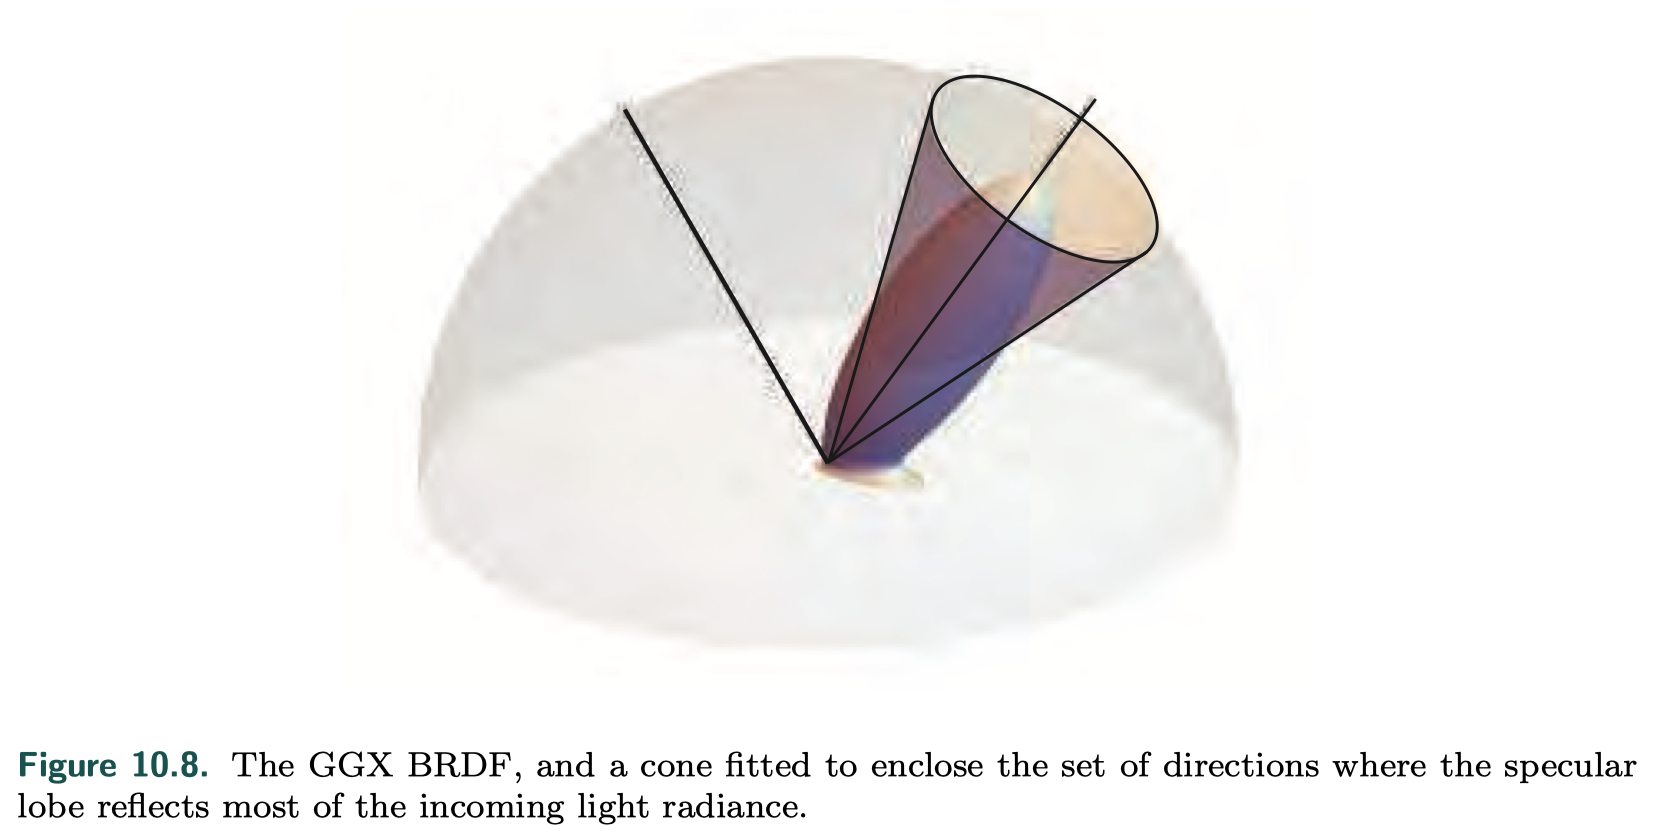 Figure 10.8. The GGX BRDF, and a cone fitted to enclose the set of directions where the specular
lobe reflects most of the incoming light radiance.